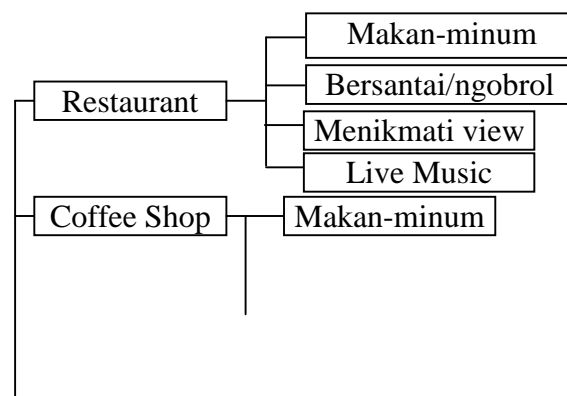 Makan-minum
Bersantai/ngobrol
Restaurant
Menikmati view
Live Music
Coffee Shop
Makan-minum